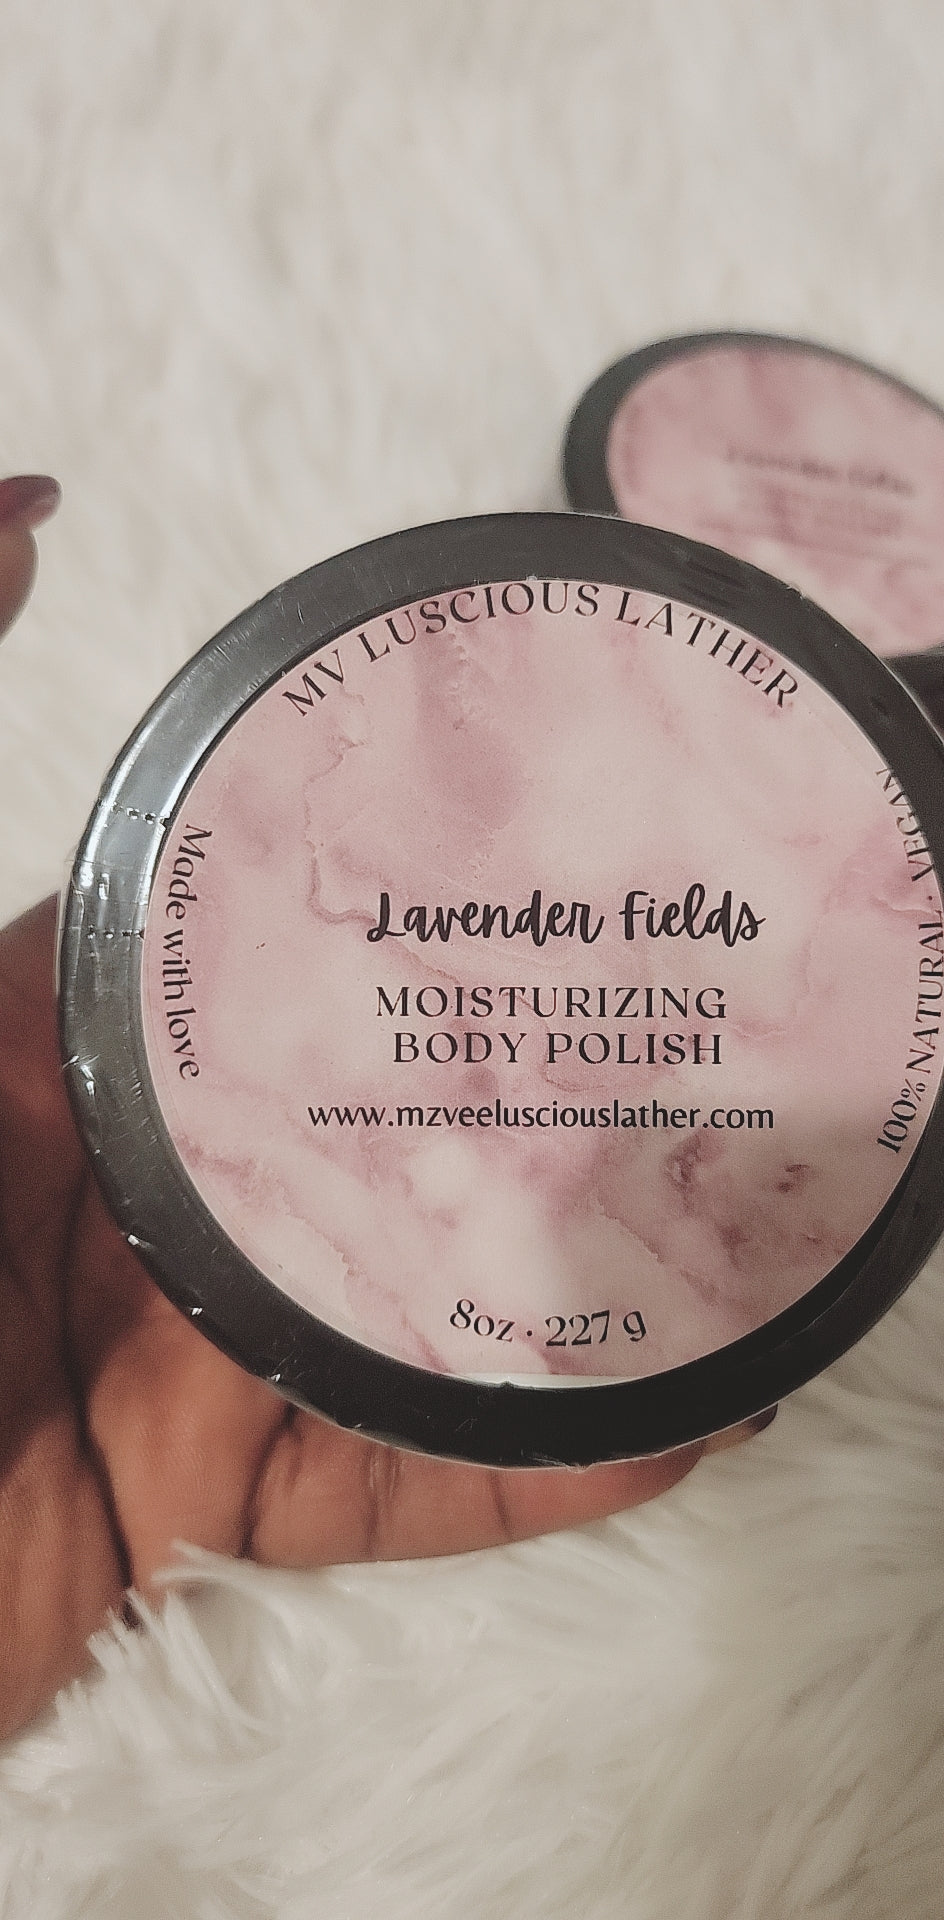 MV LUSCIOUS LATHER
Made with love
Lavender Fields
MOISTURIZING
BODY POLISH
www.mzveelusciouslather.com
100% NATURAL · VEGAN
8oz · 227 g